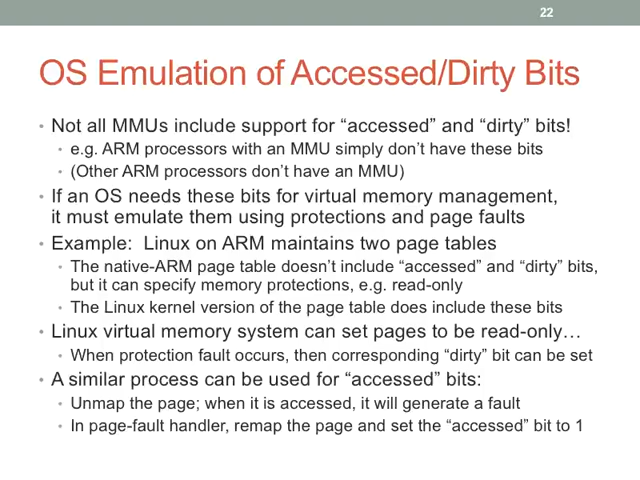 22
OS Emulation of Accessed/Dirty Bits
• Not all MMUs include support for “accessed” and “dirty” bits!
• e.g. ARM processors with an MMU simply don’t have these bits
• (Other ARM processors don’t have an MMU)
• If an OS needs these bits for virtual memory management,
it must emulate them using protections and page faults
• Example:  Linux on ARM maintains two page tables
• The native-ARM page table doesn’t include “accessed” and “dirty” bits,
but it can specify memory protections, e.g. read-only
• The Linux kernel version of the page table does include these bits
• Linux virtual memory system can set pages to be read-only…
• When protection fault occurs, then corresponding “dirty” bit can be set
• A similar process can be used for “accessed” bits:
• Unmap the page; when it is accessed, it will generate a fault
• In page-fault handler, remap the page and set the “accessed” bit to 1